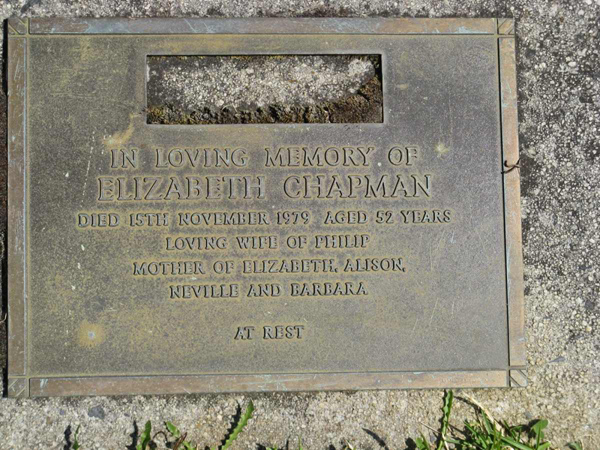 IN LOVING MEMORY OF
ELIZABETH CHAPMAN
DIED 15TH NOVEMBER 1979 AGED 52 YEARS
LOVING WIFE OF PHILIP
MOTHER OF ELIZABETH, ALISON,
NEVILLE AND BARBARA
AT REST